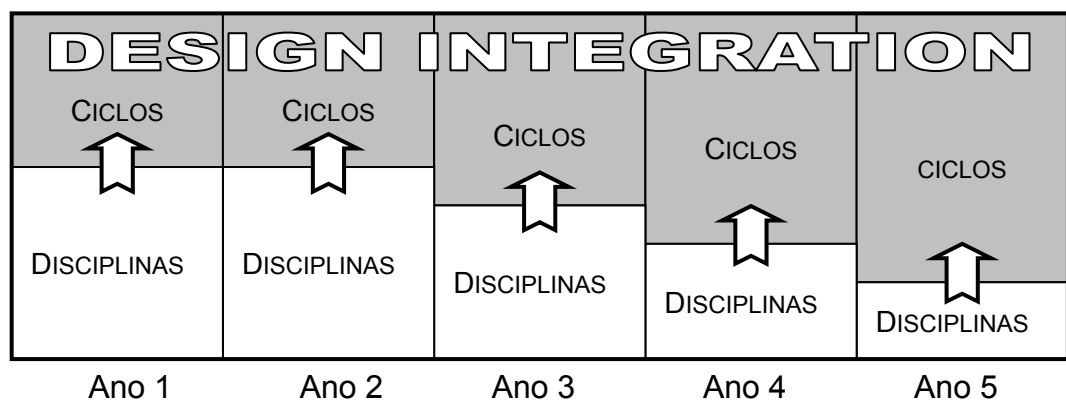 DESIGN INTEGRATION
CICLOS
CICLOS
CICLOS
CICLOS
CICLOS
DISCIPLINAS
DISCIPLINAS
DISCIPLINAS
DISCIPLINAS
DISCIPLINAS
Ano 1 Ano 2 Ano 3 Ano 4 Ano 5